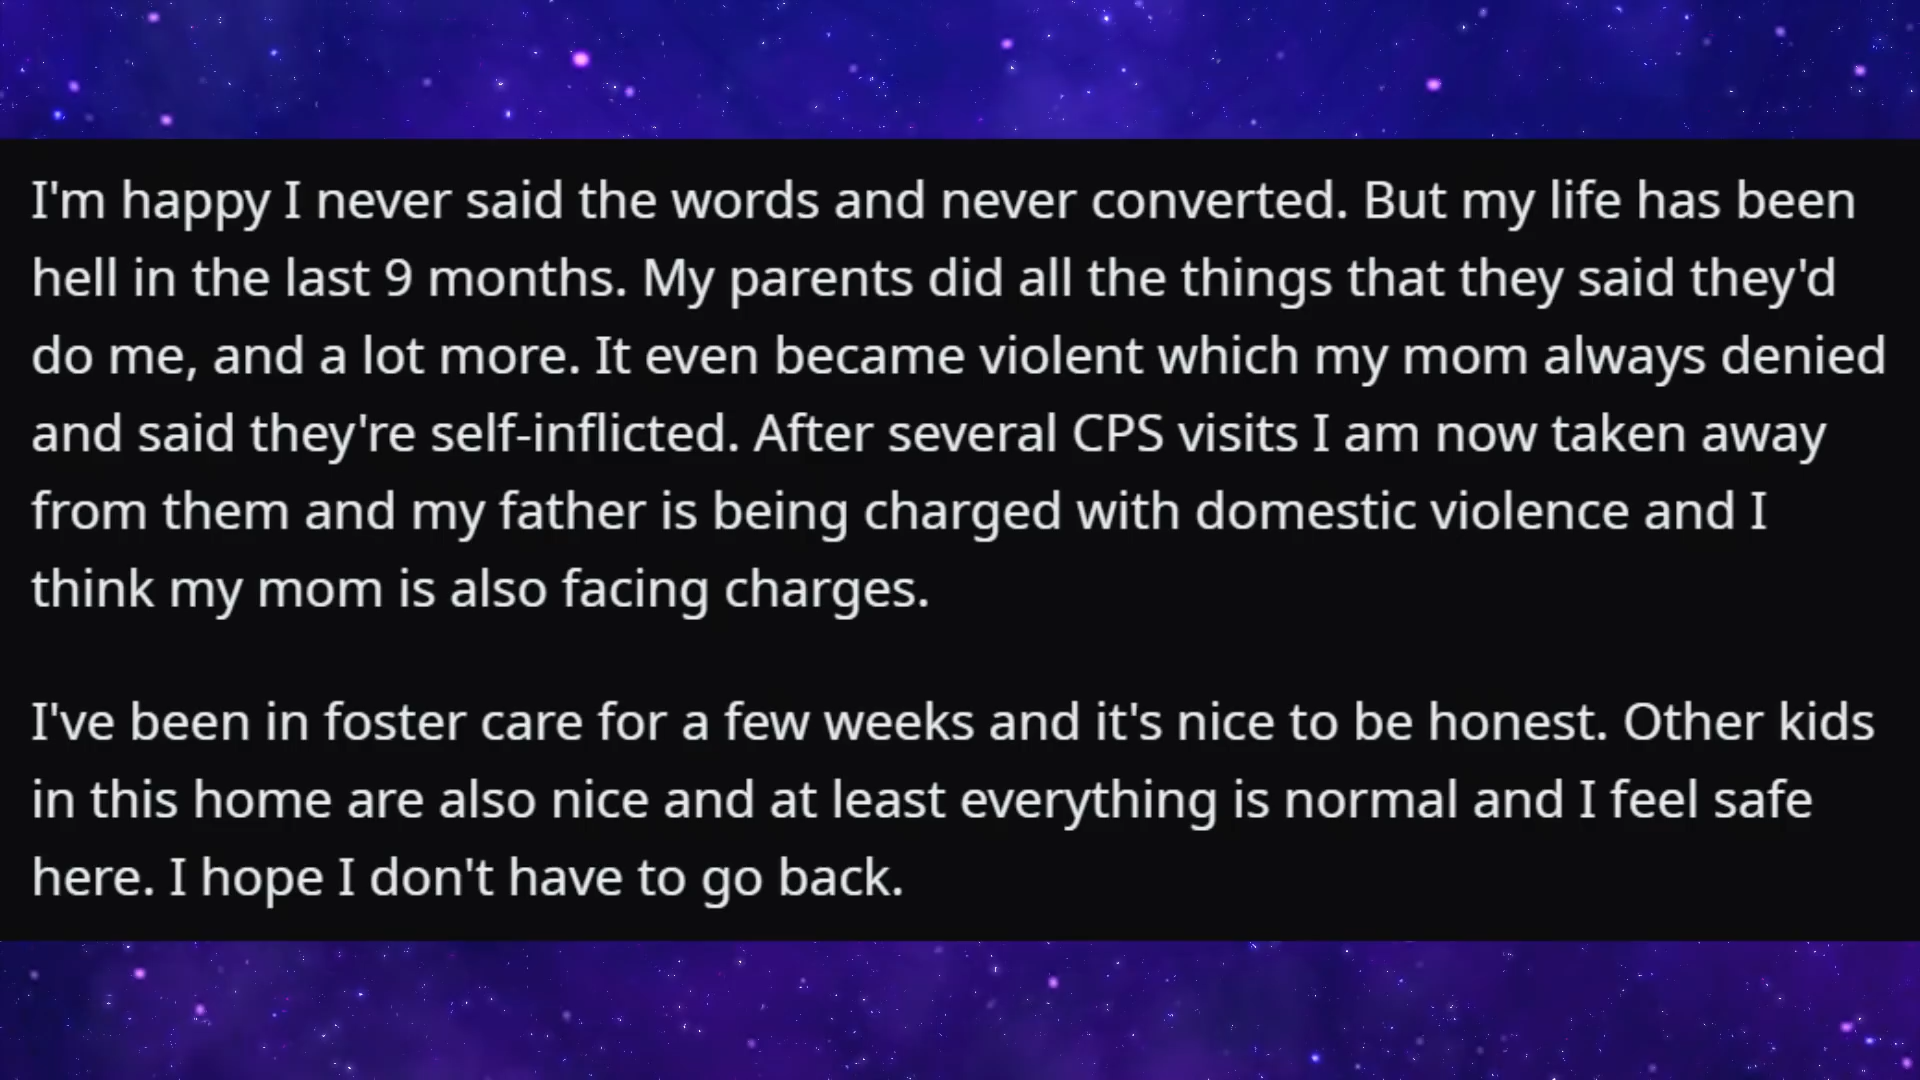 I'm happy I never said the words and never converted. But my life has been
hell in the last 9 months. My parents did all the things that they said they'd
do me, and a lot more. It even became violent which my mom always denied
and said they're self-inflicted. After several CPS visits I am now taken away
from them and my father is being charged with domestic violence and I
think my mom is also facing charges.
I've been in foster care for a few weeks and it's nice to be honest. Other kids
in this home are also nice and at least everything is normal and I feel safe
here. I hope I don't have to go back.